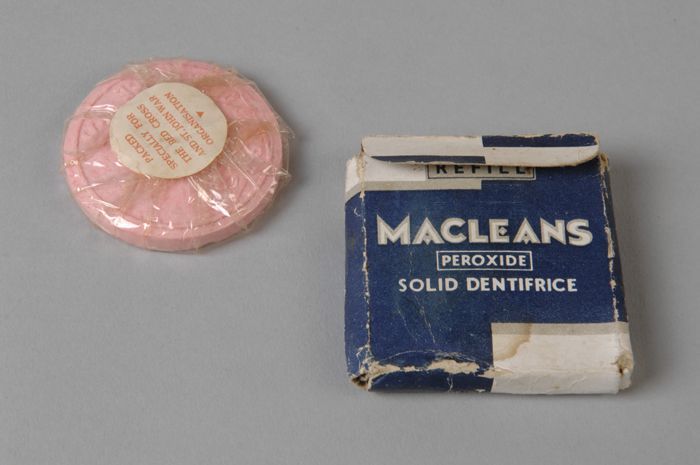 PACKED
SPECIALLY FOR
THE RED CROSS
AND ST. JOHN WAR
ORGANISATION
REFILL
MACLEANS
PEROXIDE
SOLID DENTIFRICE